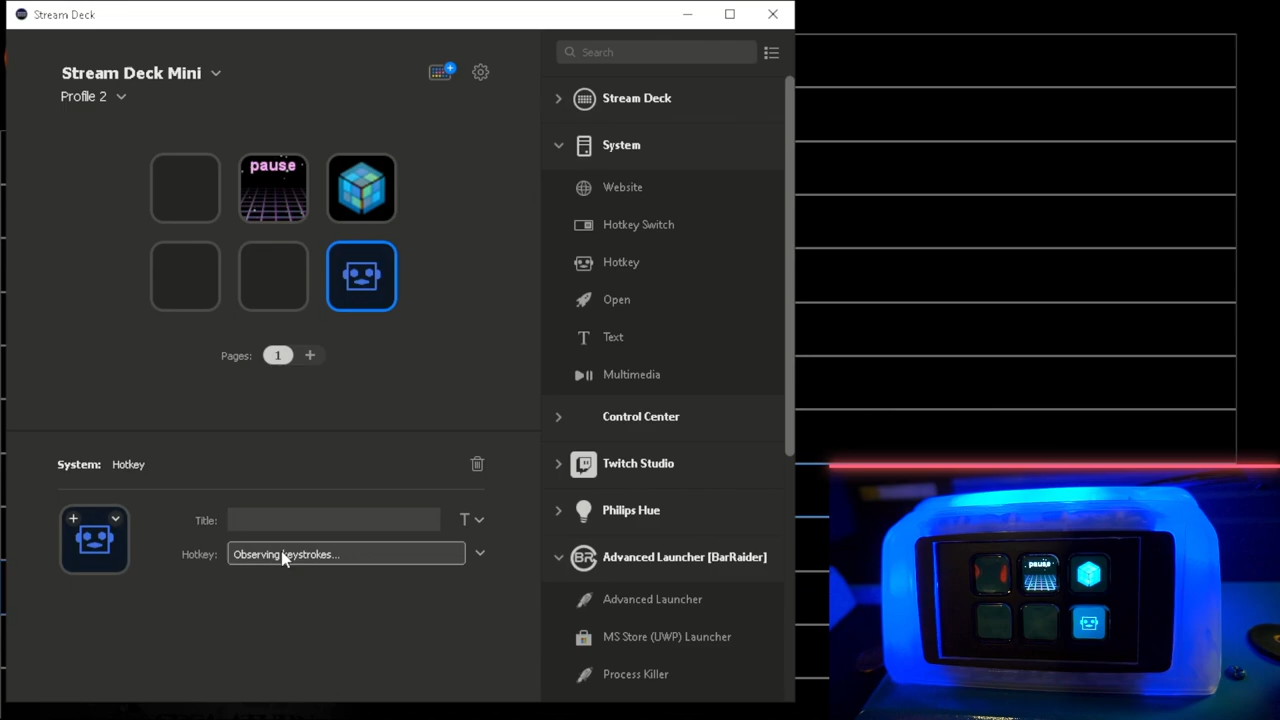 Stream Deck
Stream Deck Mini
Profile 2
pause
Pages: 1 +
System: Hotkey
Title:
T
Hotkey: Observing keystrokes...
Search
Stream Deck
System
Website
Hotkey Switch
Hotkey
Open
T Text
Multimedia
Control Center
Twitch Studio
Philips Hue
BR Advanced Launcher [BarRaider]
Advanced Launcher
MS Store (UWP) Launcher
Process Killer
pause